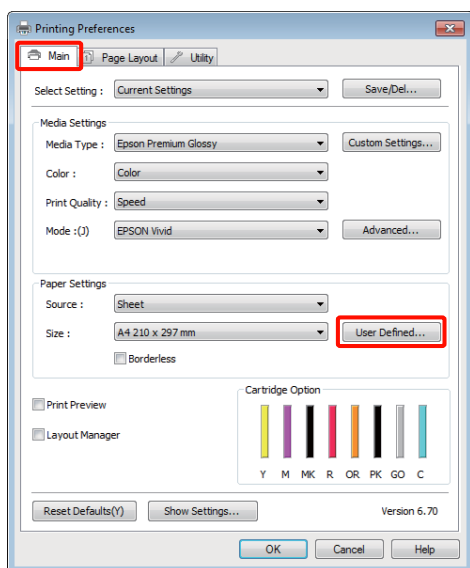 Printing Preferences
Main Page Layout Utility
Select Setting : Current Settings Save/Del...
Media Settings
Media Type : Epson Premium Glossy Custom Settings...
Color : Color
Print Quality : Speed
Mode :(J) EPSON Vivid Advanced...
Paper Settings
Source : Sheet
Size : A4 210 x 297 mm User Defined...
Borderless
Cartridge Option
Print Preview
Layout Manager
Y M MK R OR PK GO C
Reset Defaults(Y) Show Settings... Version 6.70
OK Cancel Help